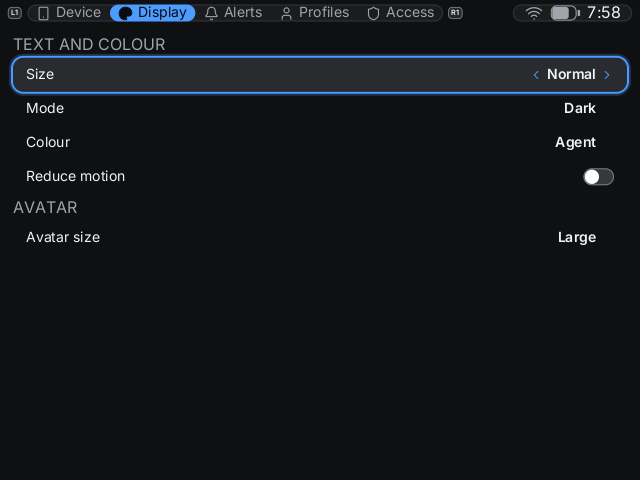 L1 Device Display Alerts Profiles Access R1 7:58
TEXT AND COLOUR
Size Normal
Mode Dark
Colour Agent
Reduce motion
AVATAR
Avatar size Large